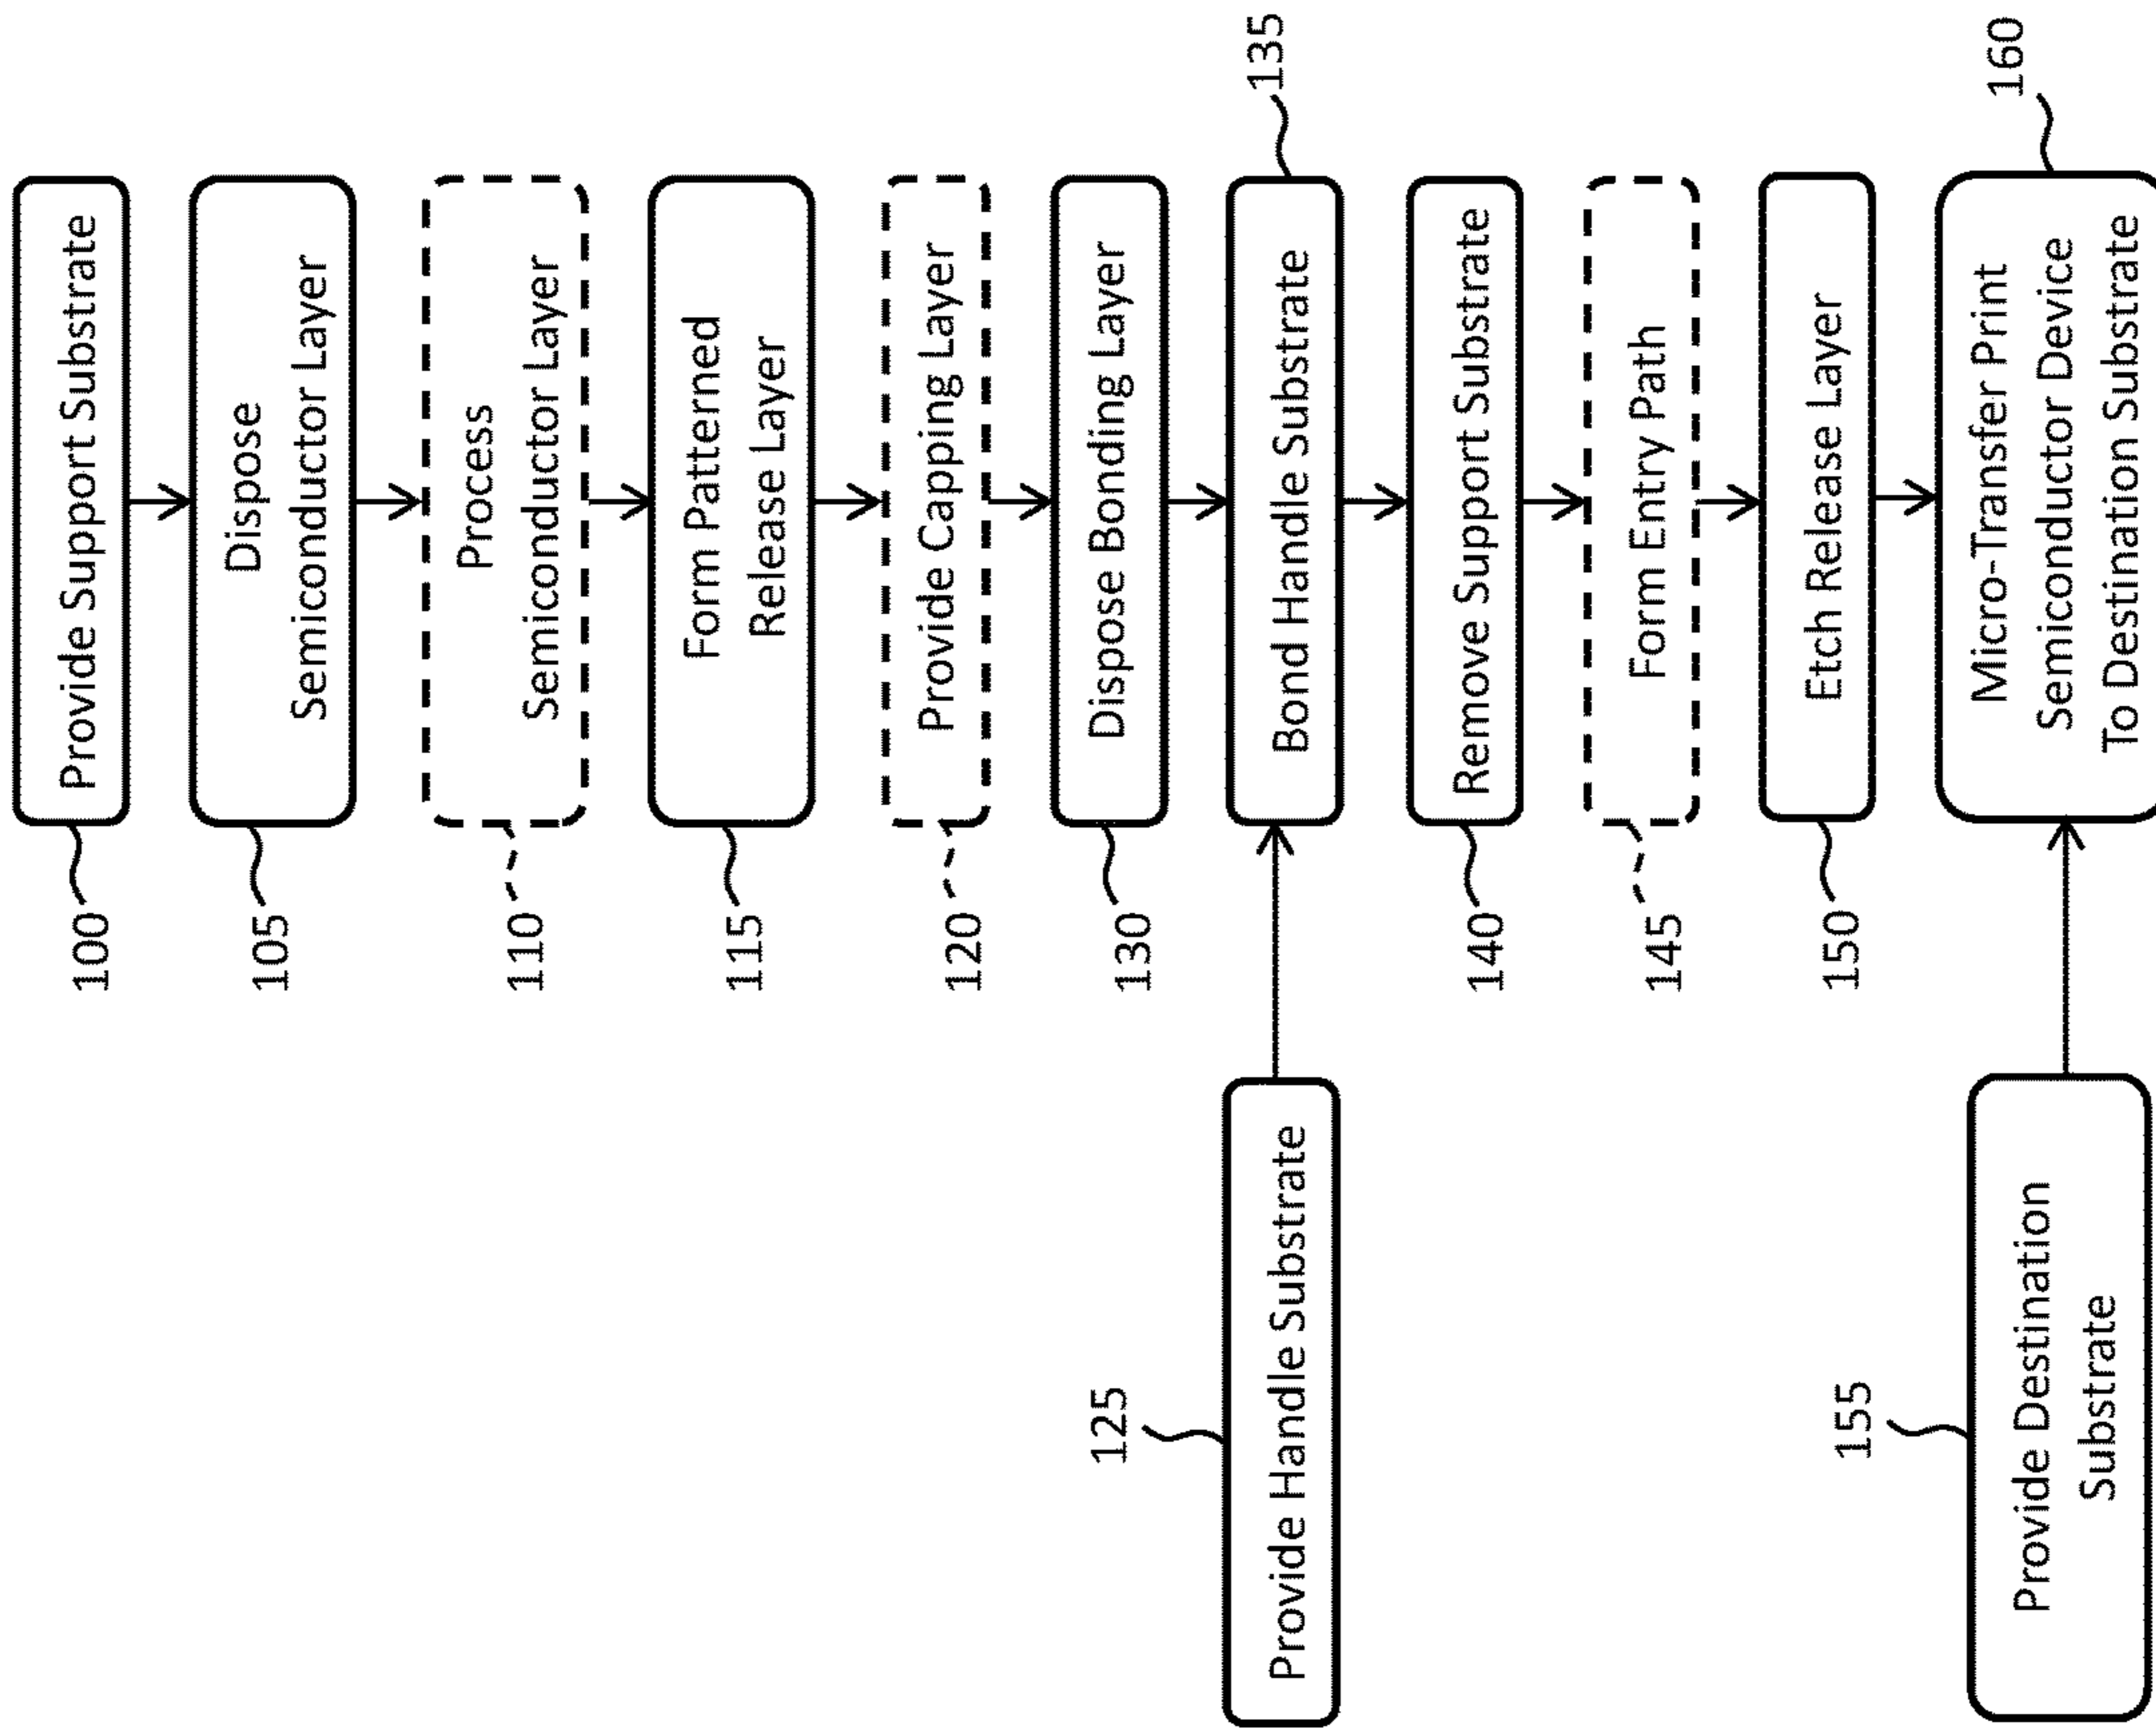 100
Provide Support Substrate
105
Dispose
Semiconductor Layer
110
Process
Semiconductor Layer
115
Form Patterned
Release Layer
120
Provide Capping Layer
130
Dispose Bonding Layer
125
Provide Handle Substrate
135
Bond Handle Substrate
140
Remove Support Substrate
145
Form Entry Path
150
Etch Release Layer
155
Provide Destination
Substrate
160
Micro-Transfer Print
Semiconductor Device
To Destination Substrate